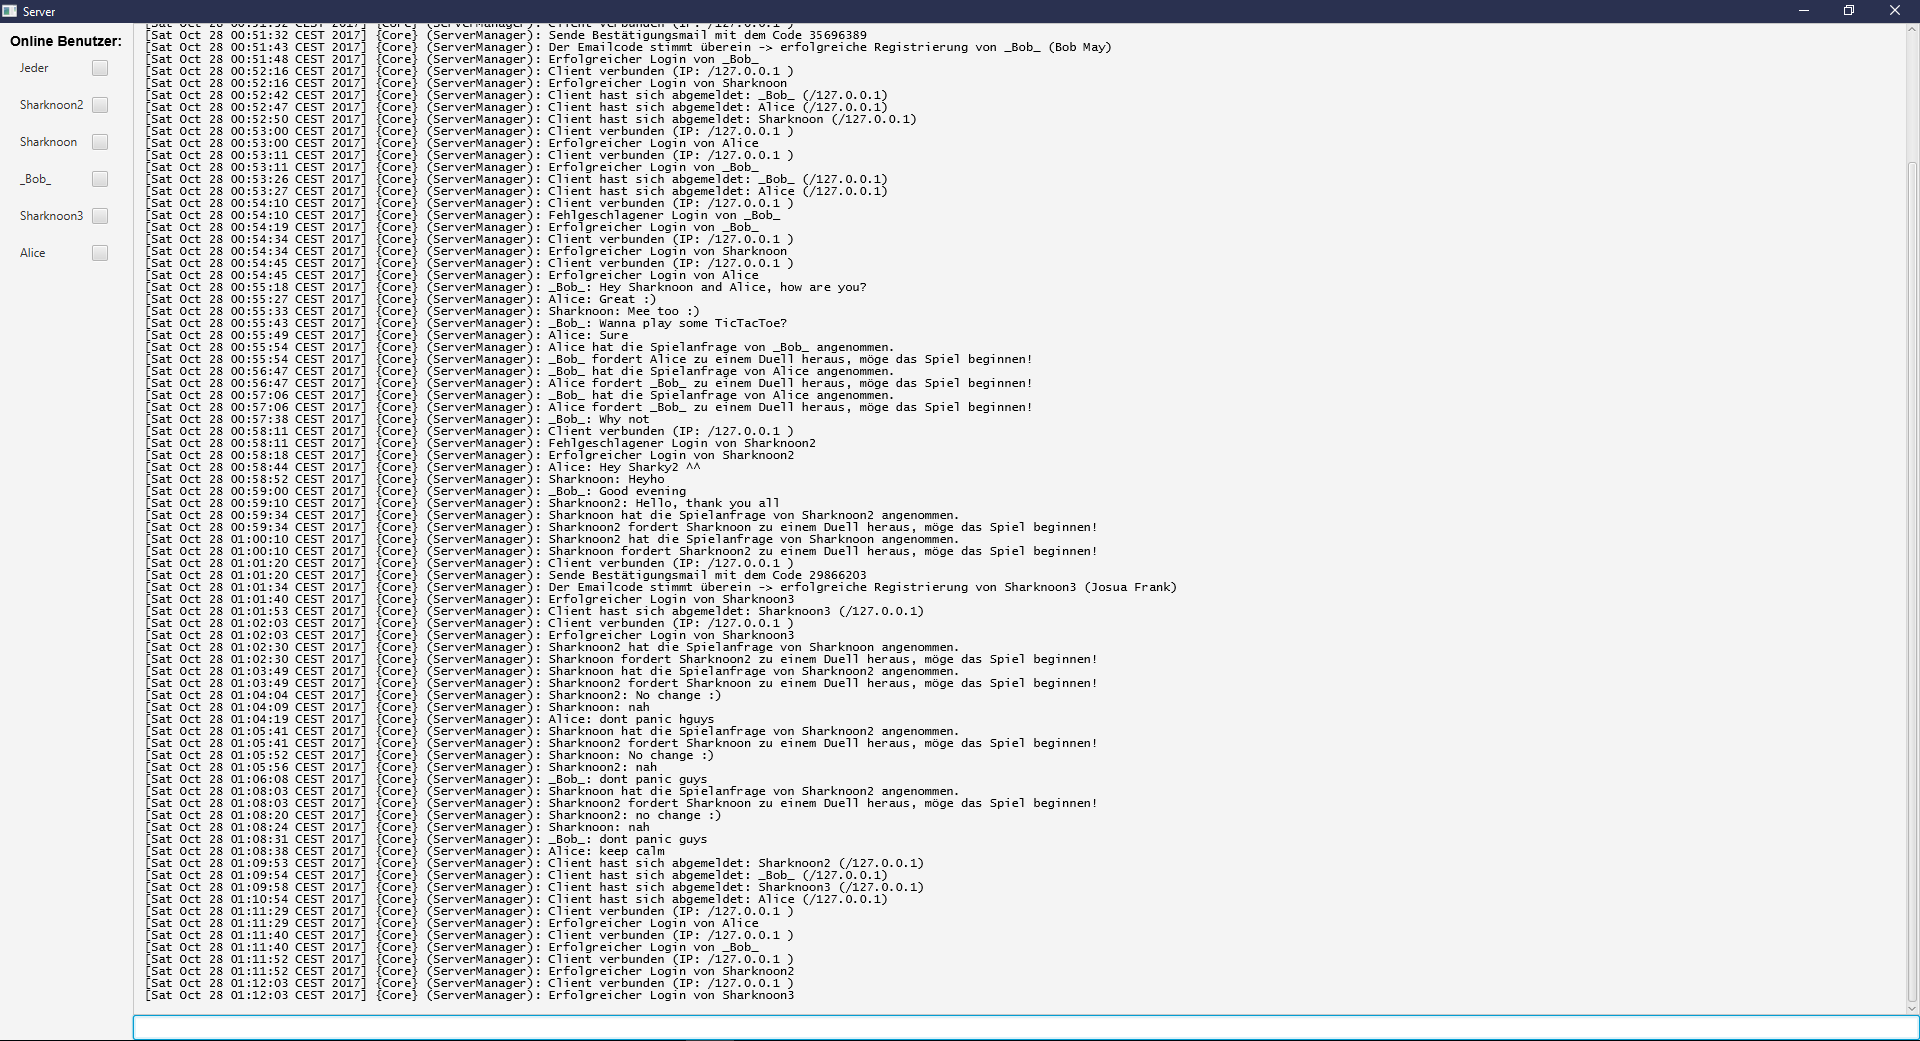 Server
Online Benutzer:
Jeder
Sharknoon2
Sharknoon
_Bob_
Sharknoon3
Alice
[Sat Oct 28 00:51:32 CEST 2017] {Core} (ServerManager): Client verbunden (IP: /127.0.0.1 )
[Sat Oct 28 00:51:32 CEST 2017] {Core} (ServerManager): Sende Bestätigungsmail mit dem Code 35696389
[Sat Oct 28 00:51:43 CEST 2017] {Core} (ServerManager): Der Emailcode stimmt überein -> erfolgreiche Registrierung von _Bob_ (Bob May)
[Sat Oct 28 00:51:48 CEST 2017] {Core} (ServerManager): Erfolgreicher Login von _Bob_
[Sat Oct 28 00:52:16 CEST 2017] {Core} (ServerManager): Client verbunden (IP: /127.0.0.1 )
[Sat Oct 28 00:52:16 CEST 2017] {Core} (ServerManager): Erfolgreicher Login von Sharknoon
[Sat Oct 28 00:52:42 CEST 2017] {Core} (ServerManager): Client hast sich abgemeldet: _Bob_ (/127.0.0.1)
[Sat Oct 28 00:52:47 CEST 2017] {Core} (ServerManager): Client hast sich abgemeldet: Alice (/127.0.0.1)
[Sat Oct 28 00:52:50 CEST 2017] {Core} (ServerManager): Client hast sich abgemeldet: Sharknoon (/127.0.0.1)
[Sat Oct 28 00:53:00 CEST 2017] {Core} (ServerManager): Client verbunden (IP: /127.0.0.1 )
[Sat Oct 28 00:53:00 CEST 2017] {Core} (ServerManager): Erfolgreicher Login von Alice
[Sat Oct 28 00:53:11 CEST 2017] {Core} (ServerManager): Client verbunden (IP: /127.0.0.1 )
[Sat Oct 28 00:53:11 CEST 2017] {Core} (ServerManager): Erfolgreicher Login von _Bob_
[Sat Oct 28 00:53:26 CEST 2017] {Core} (ServerManager): Client hast sich abgemeldet: _Bob_ (/127.0.0.1)
[Sat Oct 28 00:53:27 CEST 2017] {Core} (ServerManager): Client hast sich abgemeldet: Alice (/127.0.0.1)
[Sat Oct 28 00:54:10 CEST 2017] {Core} (ServerManager): Client verbunden (IP: /127.0.0.1 )
[Sat Oct 28 00:54:10 CEST 2017] {Core} (ServerManager): Fehlgeschlagener Login von _Bob_
[Sat Oct 28 00:54:19 CEST 2017] {Core} (ServerManager): Erfolgreicher Login von _Bob_
[Sat Oct 28 00:54:34 CEST 2017] {Core} (ServerManager): Client verbunden (IP: /127.0.0.1 )
[Sat Oct 28 00:54:34 CEST 2017] {Core} (ServerManager): Erfolgreicher Login von Sharknoon
[Sat Oct 28 00:54:45 CEST 2017] {Core} (ServerManager): Client verbunden (IP: /127.0.0.1 )
[Sat Oct 28 00:54:45 CEST 2017] {Core} (ServerManager): Erfolgreicher Login von Alice
[Sat Oct 28 00:55:18 CEST 2017] {Core} (ServerManager): _Bob_: Hey Sharknoon and Alice, how are you?
[Sat Oct 28 00:55:27 CEST 2017] {Core} (ServerManager): Alice: Great :)
[Sat Oct 28 00:55:33 CEST 2017] {Core} (ServerManager): Sharknoon: Mee too :)
[Sat Oct 28 00:55:43 CEST 2017] {Core} (ServerManager): _Bob_: Wanna play some TicTacToe?
[Sat Oct 28 00:55:49 CEST 2017] {Core} (ServerManager): Alice: Sure
[Sat Oct 28 00:55:54 CEST 2017] {Core} (ServerManager): Alice hat die Spielanfrage von _Bob_ angenommen.
[Sat Oct 28 00:55:54 CEST 2017] {Core} (ServerManager): _Bob_ fordert Alice zu einem Duell heraus, möge das Spiel beginnen!
[Sat Oct 28 00:56:47 CEST 2017] {Core} (ServerManager): _Bob_ hat die Spielanfrage von Alice angenommen.
[Sat Oct 28 00:56:47 CEST 2017] {Core} (ServerManager): Alice fordert _Bob_ zu einem Duell heraus, möge das Spiel beginnen!
[Sat Oct 28 00:57:06 CEST 2017] {Core} (ServerManager): _Bob_ hat die Spielanfrage von Alice angenommen.
[Sat Oct 28 00:57:06 CEST 2017] {Core} (ServerManager): Alice fordert _Bob_ zu einem Duell heraus, möge das Spiel beginnen!
[Sat Oct 28 00:57:38 CEST 2017] {Core} (ServerManager): _Bob_: Why not
[Sat Oct 28 00:58:11 CEST 2017] {Core} (ServerManager): Client verbunden (IP: /127.0.0.1 )
[Sat Oct 28 00:58:11 CEST 2017] {Core} (ServerManager): Fehlgeschlagener Login von Sharknoon2
[Sat Oct 28 00:58:18 CEST 2017] {Core} (ServerManager): Erfolgreicher Login von Sharknoon2
[Sat Oct 28 00:58:44 CEST 2017] {Core} (ServerManager): Alice: Hey Sharky2 ^^
[Sat Oct 28 00:58:52 CEST 2017] {Core} (ServerManager): Sharknoon: Heyho
[Sat Oct 28 00:59:00 CEST 2017] {Core} (ServerManager): _Bob_: Good evening
[Sat Oct 28 00:59:10 CEST 2017] {Core} (ServerManager): Sharknoon2: Hello, thank you all
[Sat Oct 28 00:59:34 CEST 2017] {Core} (ServerManager): Sharknoon hat die Spielanfrage von Sharknoon2 angenommen.
[Sat Oct 28 00:59:34 CEST 2017] {Core} (ServerManager): Sharknoon2 fordert Sharknoon zu einem Duell heraus, möge das Spiel beginnen!
[Sat Oct 28 01:00:10 CEST 2017] {Core} (ServerManager): Sharknoon2 hat die Spielanfrage von Sharknoon angenommen.
[Sat Oct 28 01:00:10 CEST 2017] {Core} (ServerManager): Sharknoon fordert Sharknoon2 zu einem Duell heraus, möge das Spiel beginnen!
[Sat Oct 28 01:01:20 CEST 2017] {Core} (ServerManager): Client verbunden (IP: /127.0.0.1 )
[Sat Oct 28 01:01:20 CEST 2017] {Core} (ServerManager): Sende Bestätigungsmail mit dem Code 29866203
[Sat Oct 28 01:01:34 CEST 2017] {Core} (ServerManager): Der Emailcode stimmt überein -> erfolgreiche Registrierung von Sharknoon3 (Josua Frank)
[Sat Oct 28 01:01:40 CEST 2017] {Core} (ServerManager): Erfolgreicher Login von Sharknoon3
[Sat Oct 28 01:01:53 CEST 2017] {Core} (ServerManager): Client hast sich abgemeldet: Sharknoon3 (/127.0.0.1)
[Sat Oct 28 01:02:03 CEST 2017] {Core} (ServerManager): Client verbunden (IP: /127.0.0.1 )
[Sat Oct 28 01:02:03 CEST 2017] {Core} (ServerManager): Erfolgreicher Login von Sharknoon3
[Sat Oct 28 01:02:30 CEST 2017] {Core} (ServerManager): Sharknoon2 hat die Spielanfrage von Sharknoon angenommen.
[Sat Oct 28 01:02:30 CEST 2017] {Core} (ServerManager): Sharknoon fordert Sharknoon2 zu einem Duell heraus, möge das Spiel beginnen!
[Sat Oct 28 01:03:49 CEST 2017] {Core} (ServerManager): Sharknoon hat die Spielanfrage von Sharknoon2 angenommen.
[Sat Oct 28 01:03:49 CEST 2017] {Core} (ServerManager): Sharknoon2 fordert Sharknoon zu einem Duell heraus, möge das Spiel beginnen!
[Sat Oct 28 01:04:04 CEST 2017] {Core} (ServerManager): Sharknoon2: No change :)
[Sat Oct 28 01:04:09 CEST 2017] {Core} (ServerManager): Sharknoon: nah
[Sat Oct 28 01:04:19 CEST 2017] {Core} (ServerManager): Alice: dont panic hguys
[Sat Oct 28 01:05:41 CEST 2017] {Core} (ServerManager): Sharknoon hat die Spielanfrage von Sharknoon2 angenommen.
[Sat Oct 28 01:05:41 CEST 2017] {Core} (ServerManager): Sharknoon2 fordert Sharknoon zu einem Duell heraus, möge das Spiel beginnen!
[Sat Oct 28 01:05:52 CEST 2017] {Core} (ServerManager): Sharknoon: No change :)
[Sat Oct 28 01:05:56 CEST 2017] {Core} (ServerManager): Sharknoon2: nah
[Sat Oct 28 01:06:08 CEST 2017] {Core} (ServerManager): _Bob_: dont panic guys
[Sat Oct 28 01:08:03 CEST 2017] {Core} (ServerManager): Sharknoon hat die Spielanfrage von Sharknoon2 angenommen.
[Sat Oct 28 01:08:03 CEST 2017] {Core} (ServerManager): Sharknoon2 fordert Sharknoon zu einem Duell heraus, möge das Spiel beginnen!
[Sat Oct 28 01:08:20 CEST 2017] {Core} (ServerManager): Sharknoon2: no change :)
[Sat Oct 28 01:08:24 CEST 2017] {Core} (ServerManager): Sharknoon: nah
[Sat Oct 28 01:08:31 CEST 2017] {Core} (ServerManager): _Bob_: dont panic guys
[Sat Oct 28 01:08:38 CEST 2017] {Core} (ServerManager): Alice: keep calm
[Sat Oct 28 01:09:53 CEST 2017] {Core} (ServerManager): Client hast sich abgemeldet: Sharknoon2 (/127.0.0.1)
[Sat Oct 28 01:09:54 CEST 2017] {Core} (ServerManager): Client hast sich abgemeldet: _Bob_ (/127.0.0.1)
[Sat Oct 28 01:09:58 CEST 2017] {Core} (ServerManager): Client hast sich abgemeldet: Sharknoon3 (/127.0.0.1)
[Sat Oct 28 01:10:54 CEST 2017] {Core} (ServerManager): Client hast sich abgemeldet: Alice (/127.0.0.1)
[Sat Oct 28 01:11:29 CEST 2017] {Core} (ServerManager): Client verbunden (IP: /127.0.0.1 )
[Sat Oct 28 01:11:29 CEST 2017] {Core} (ServerManager): Erfolgreicher Login von Alice
[Sat Oct 28 01:11:40 CEST 2017] {Core} (ServerManager): Client verbunden (IP: /127.0.0.1 )
[Sat Oct 28 01:11:40 CEST 2017] {Core} (ServerManager): Erfolgreicher Login von _Bob_
[Sat Oct 28 01:11:52 CEST 2017] {Core} (ServerManager): Client verbunden (IP: /127.0.0.1 )
[Sat Oct 28 01:11:52 CEST 2017] {Core} (ServerManager): Erfolgreicher Login von Sharknoon2
[Sat Oct 28 01:12:03 CEST 2017] {Core} (ServerManager): Client verbunden (IP: /127.0.0.1 )
[Sat Oct 28 01:12:03 CEST 2017] {Core} (ServerManager): Erfolgreicher Login von Sharknoon3